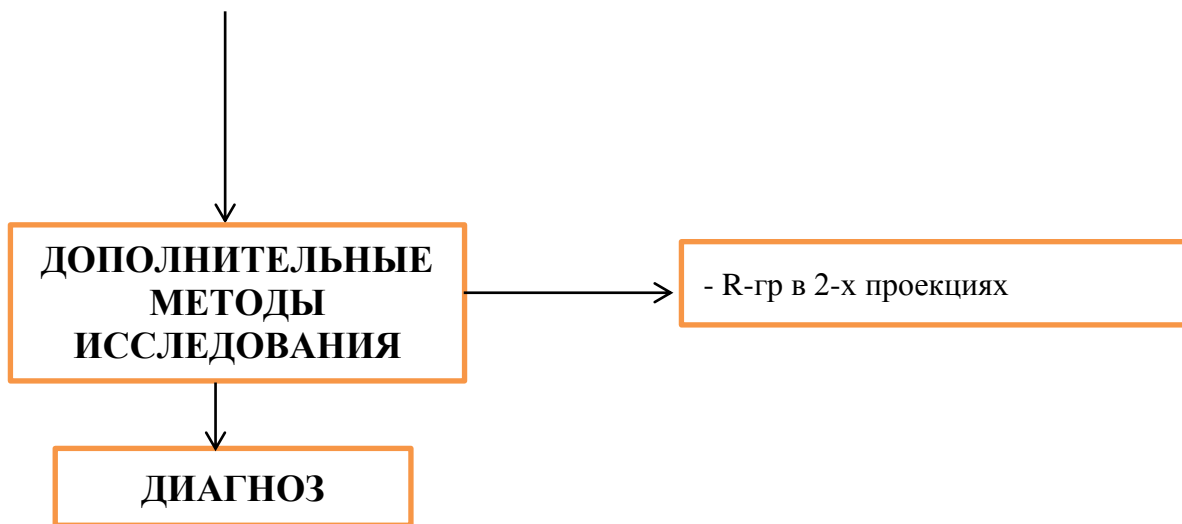 ДОПОЛНИТЕЛЬНЫЕ
МЕТОДЫ
ИССЛЕДОВАНИЯ
- R-гр в 2-х проекциях
ДИАГНОЗ